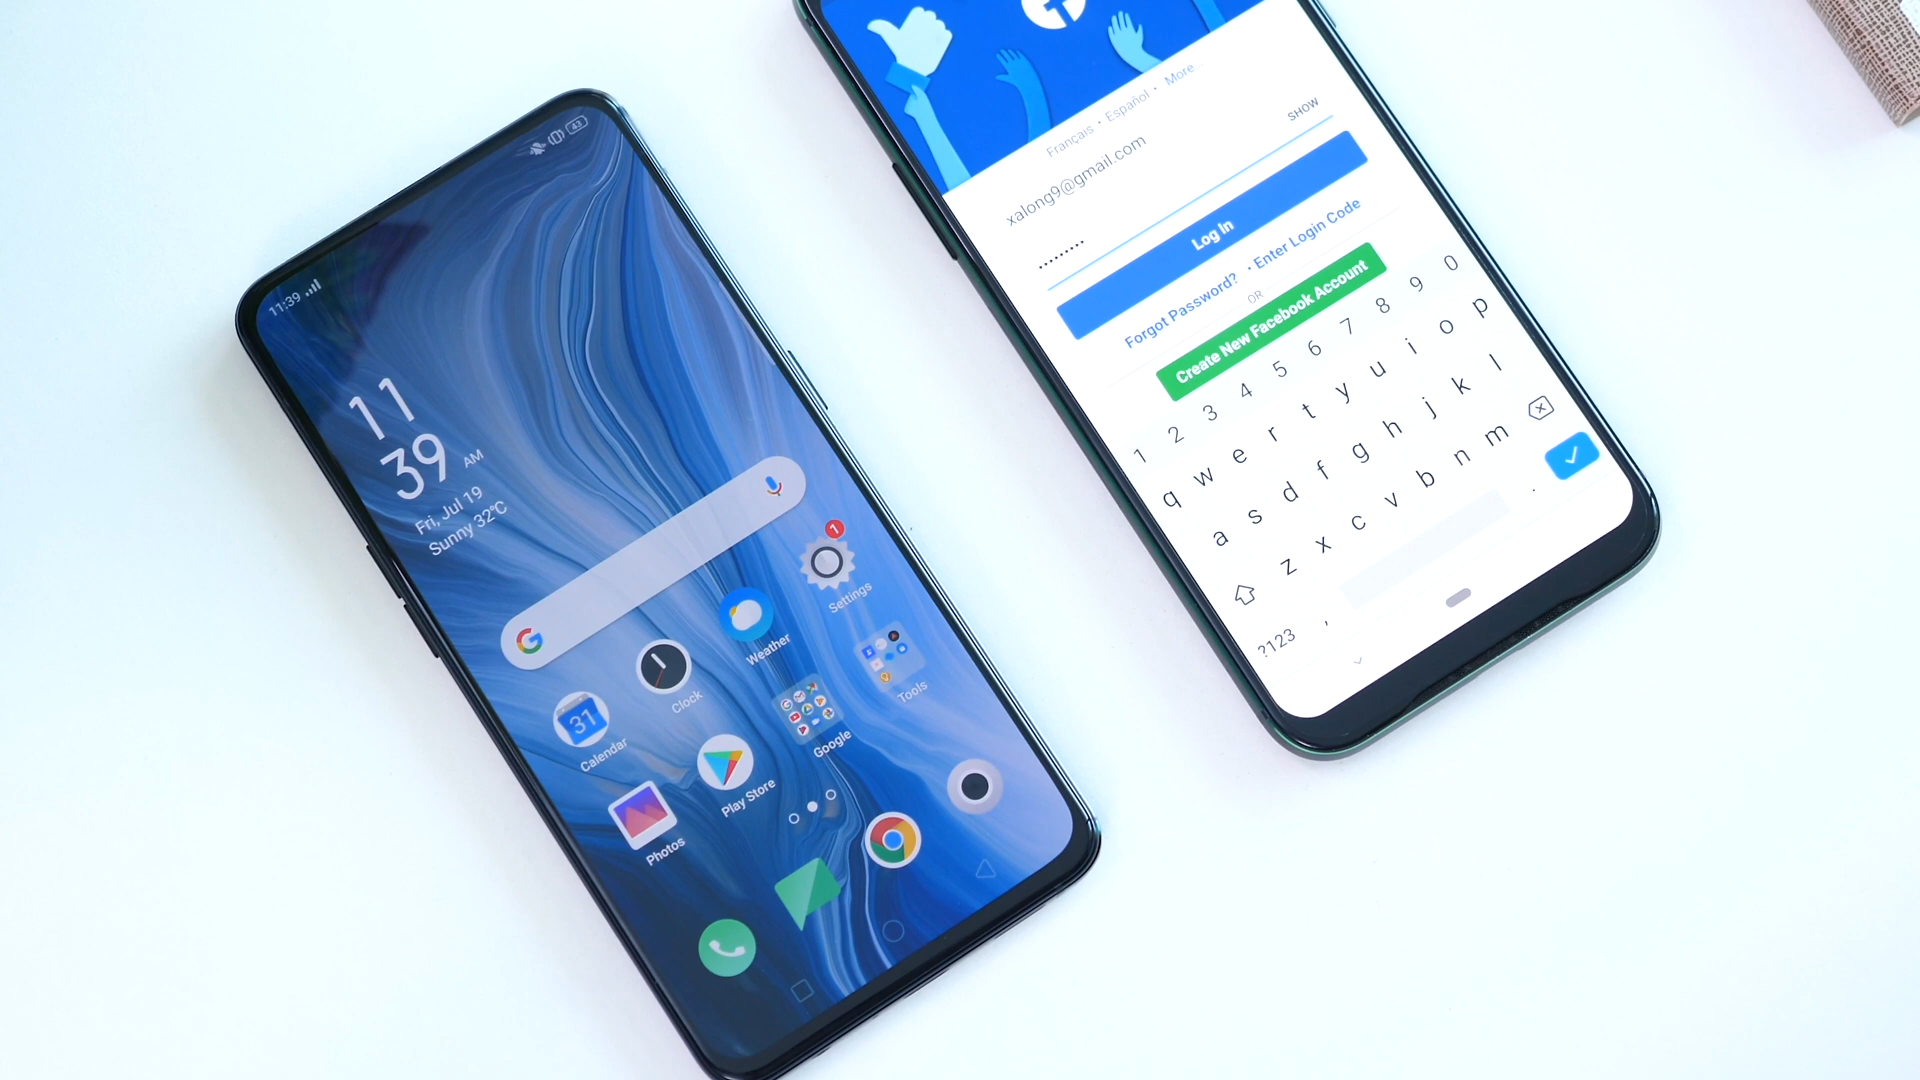 11:39
43
11
39 AM
Fri, Jul 19
Sunny 32°C
1
Settings
Weather
Clock
31
Calendar
Tools
Google
Play Store
Photos
Français • Español • More...
xalong9@gmail.com
SHOW
Log In
Forgot Password? • Enter Login Code
OR
Create New Facebook Account
1 2 3 4 5 6 7 8 9 0
q w e r t y u i o p
a s d f g h j k l
z x c v b n m
?123 , .